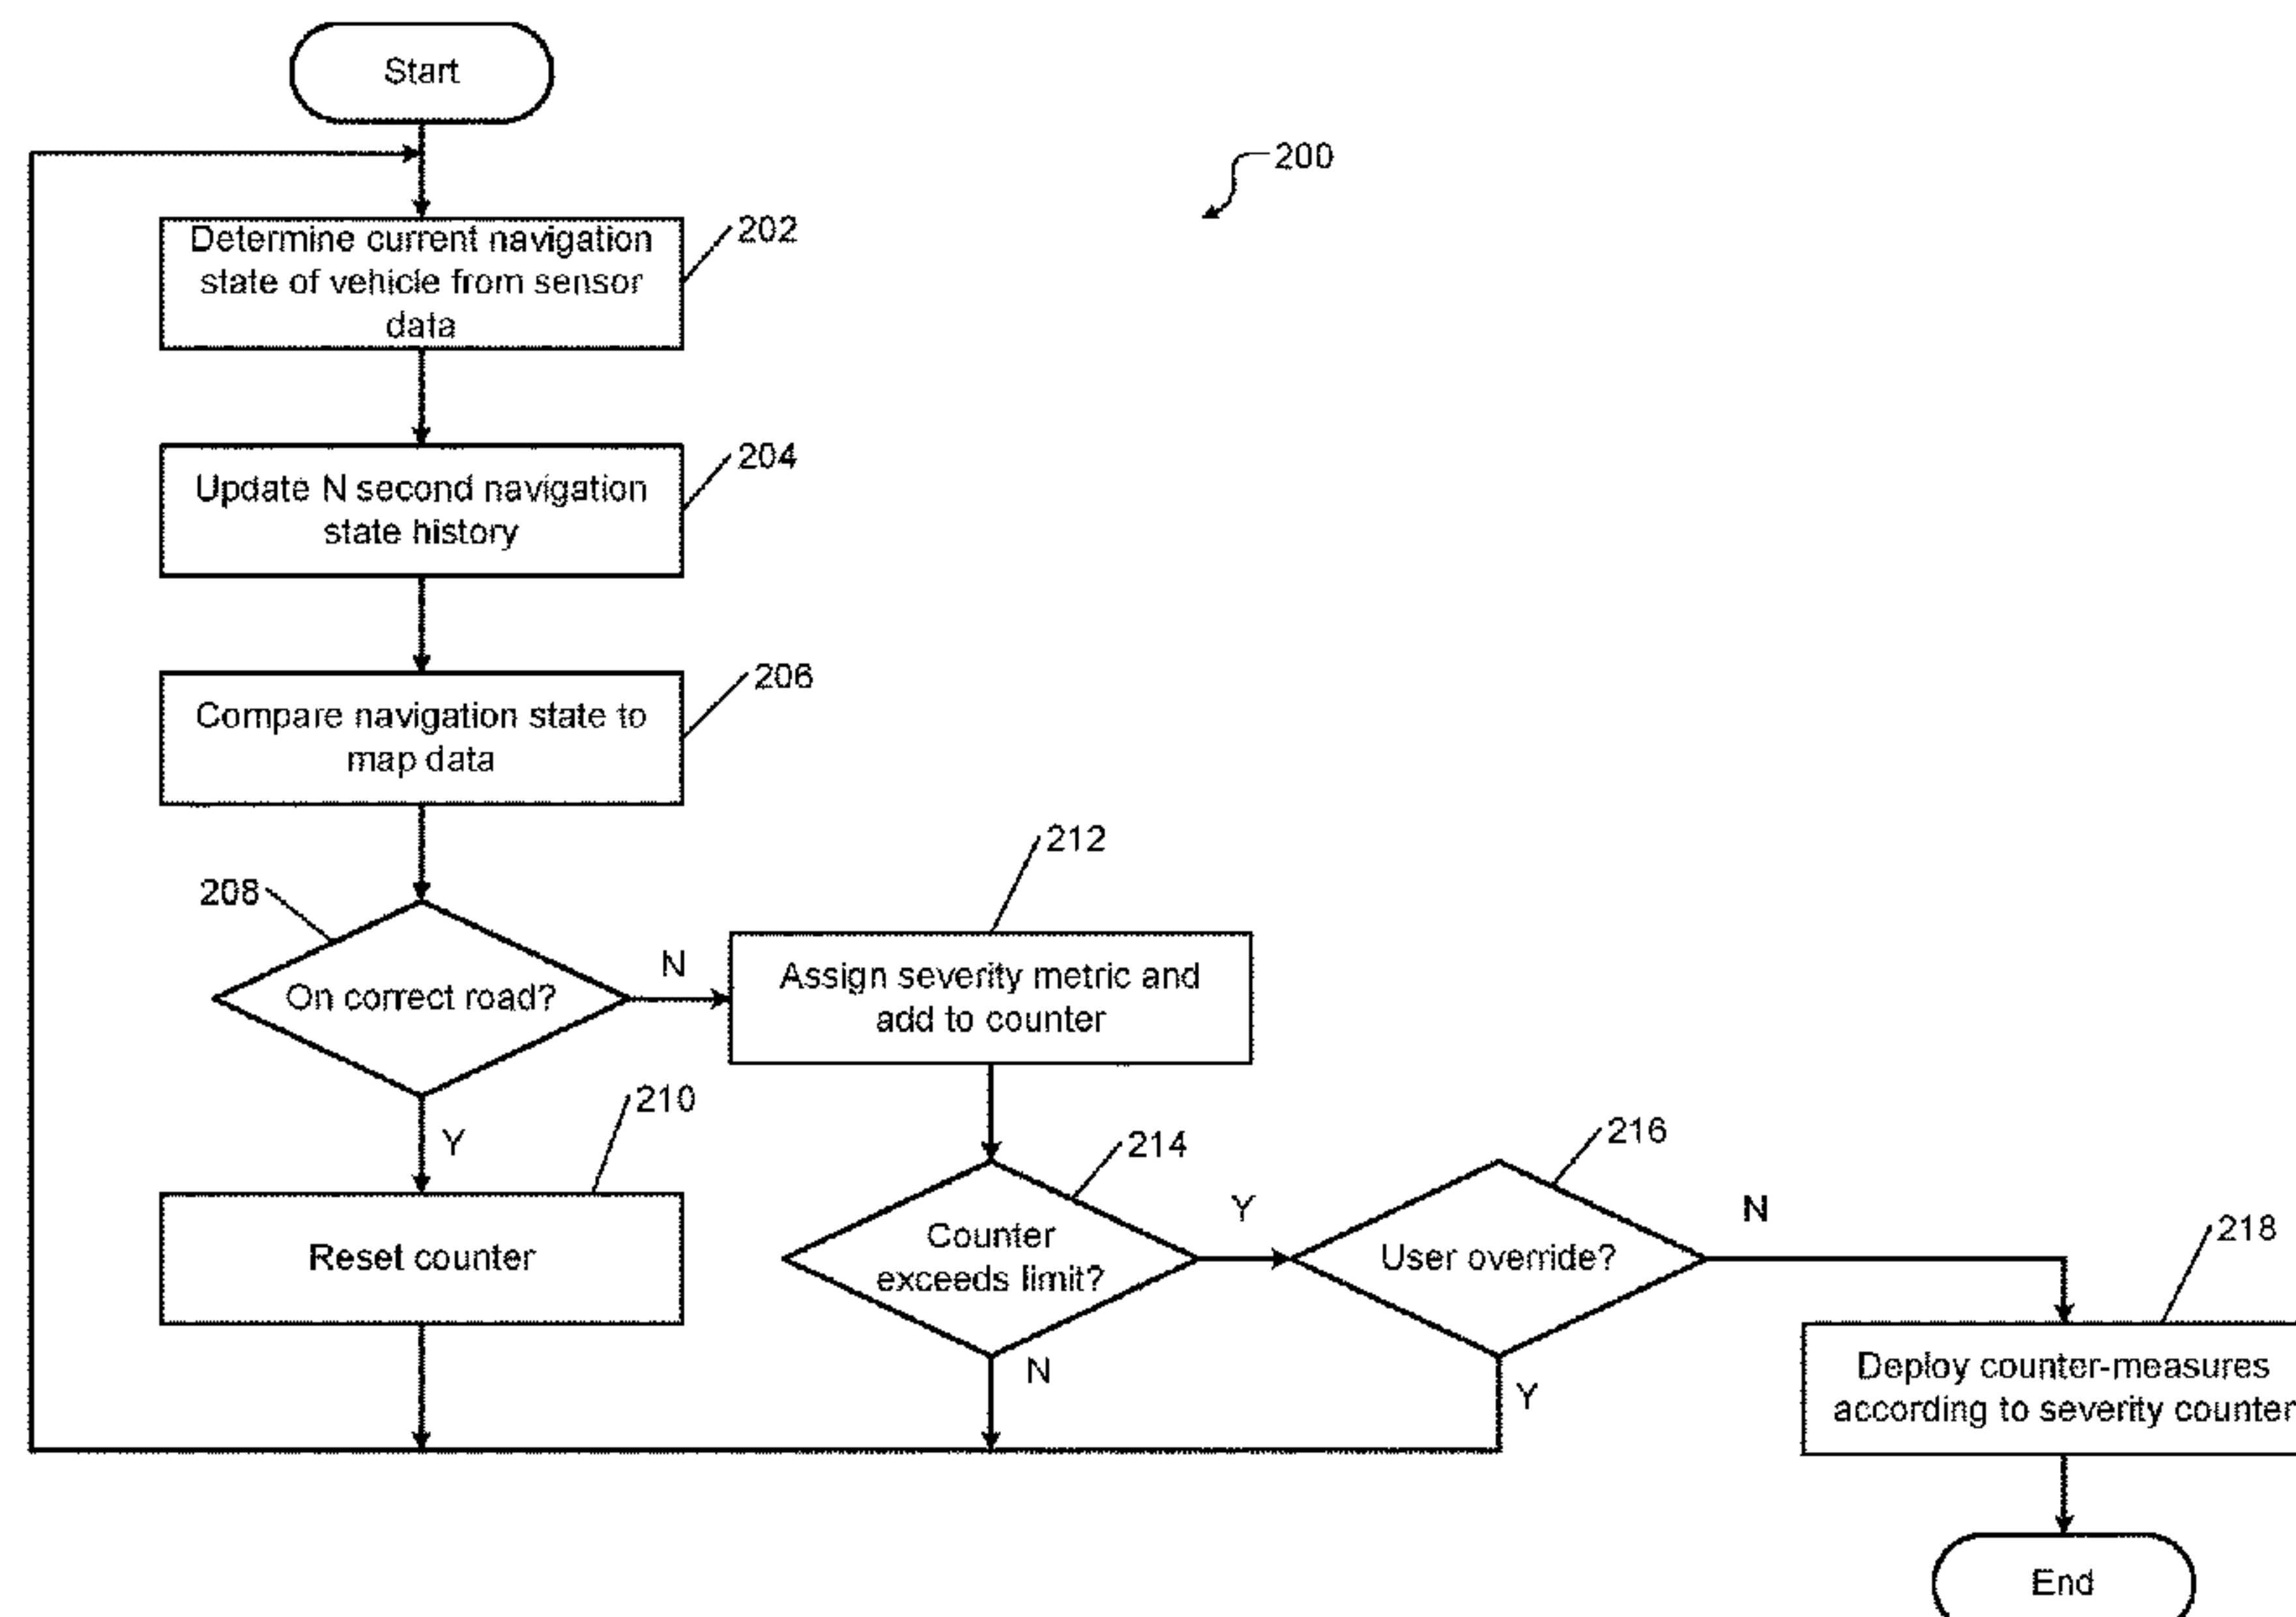 Start
200
Determine current navigation
state of vehicle from sensor
data
202
Update N second navigation
state history
204
Compare navigation state to
map data
206
208
On correct road?
N
Y
212
Assign severity metric and
add to counter
210
Reset counter
214
Counter
exceeds limit?
Y
N
216
User override?
N
Y
218
Deploy counter-measures
according to severity counter
End